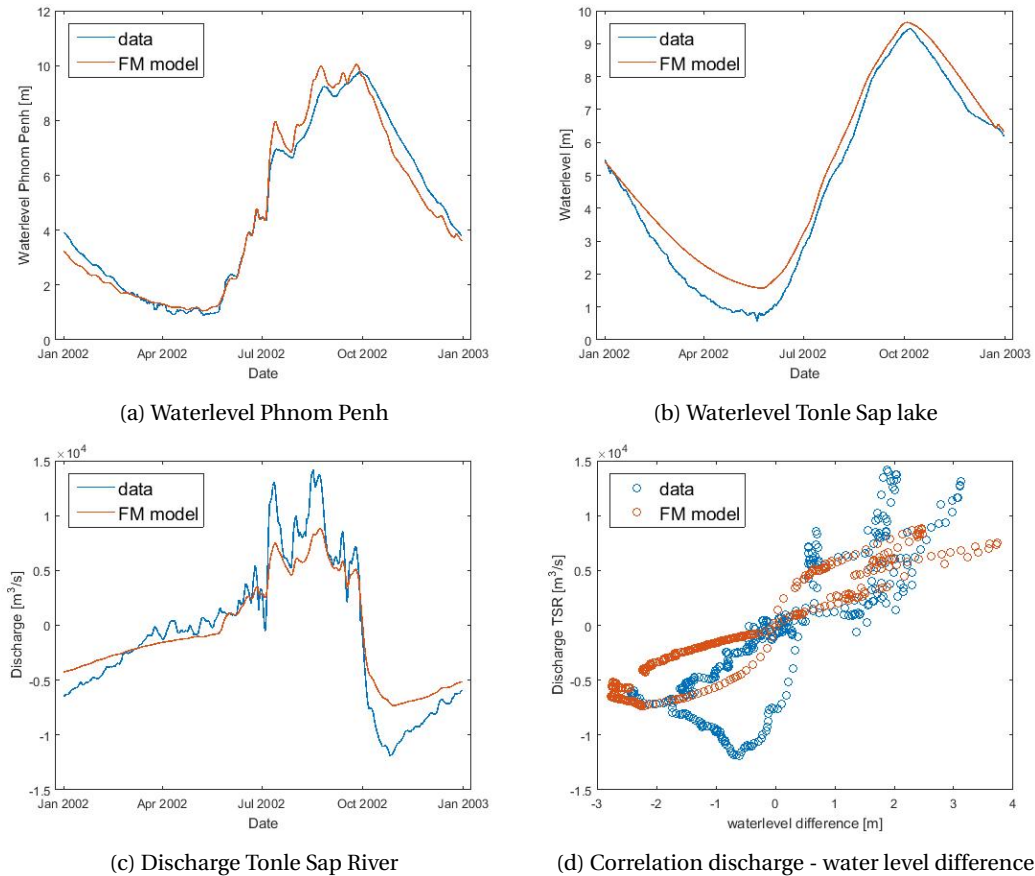 12
10
8
6
4
2
0
Waterlevel Phnom Penh [m]
data
FM model
Jan 2002 Apr 2002 Jul 2002 Oct 2002 Jan 2003
Date
(a) Waterlevel Phnom Penh
10
9
8
7
6
5
4
3
2
1
0
Waterlevel [m]
data
FM model
Jan 2002 Apr 2002 Jul 2002 Oct 2002 Jan 2003
Date
(b) Waterlevel Tonle Sap lake
×10⁴
1.5
1
0.5
0
-0.5
-1
-1.5
Discharge [m³/s]
data
FM model
Jan 2002 Apr 2002 Jul 2002 Oct 2002 Jan 2003
Date
(c) Discharge Tonle Sap River
×10⁴
1.5
1
0.5
0
-0.5
-1
-1.5
Discharge TSR [m³/s]
data
FM model
-3 -2 -1 0 1 2 3 4
waterlevel difference [m]
(d) Correlation discharge - water level difference